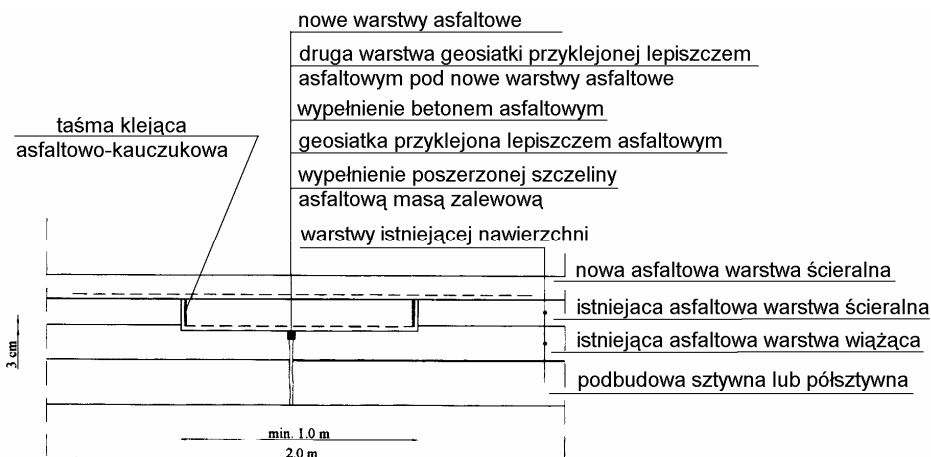 nowe warstwy asfaltowe
druga warstwa geosiatki przyklejonej lepiszczem
asfaltowym pod nowe warstwy asfaltowe
wypełnienie betonem asfaltowym
taśma klejąca
asfaltowo-kauczukowa
geosiatka przyklejona lepiszczem asfaltowym
wypełnienie poszerzonej szczeliny
asfaltową masą zalewową
warstwy istniejącej nawierzchni
nowa asfaltowa warstwa ścieralna
istniejaca asfaltowa warstwa ścieralna
istniejąca asfaltowa warstwa wiążąca
podbudowa sztywna lub półsztywna
3 cm
min. 1.0 m
2.0 m